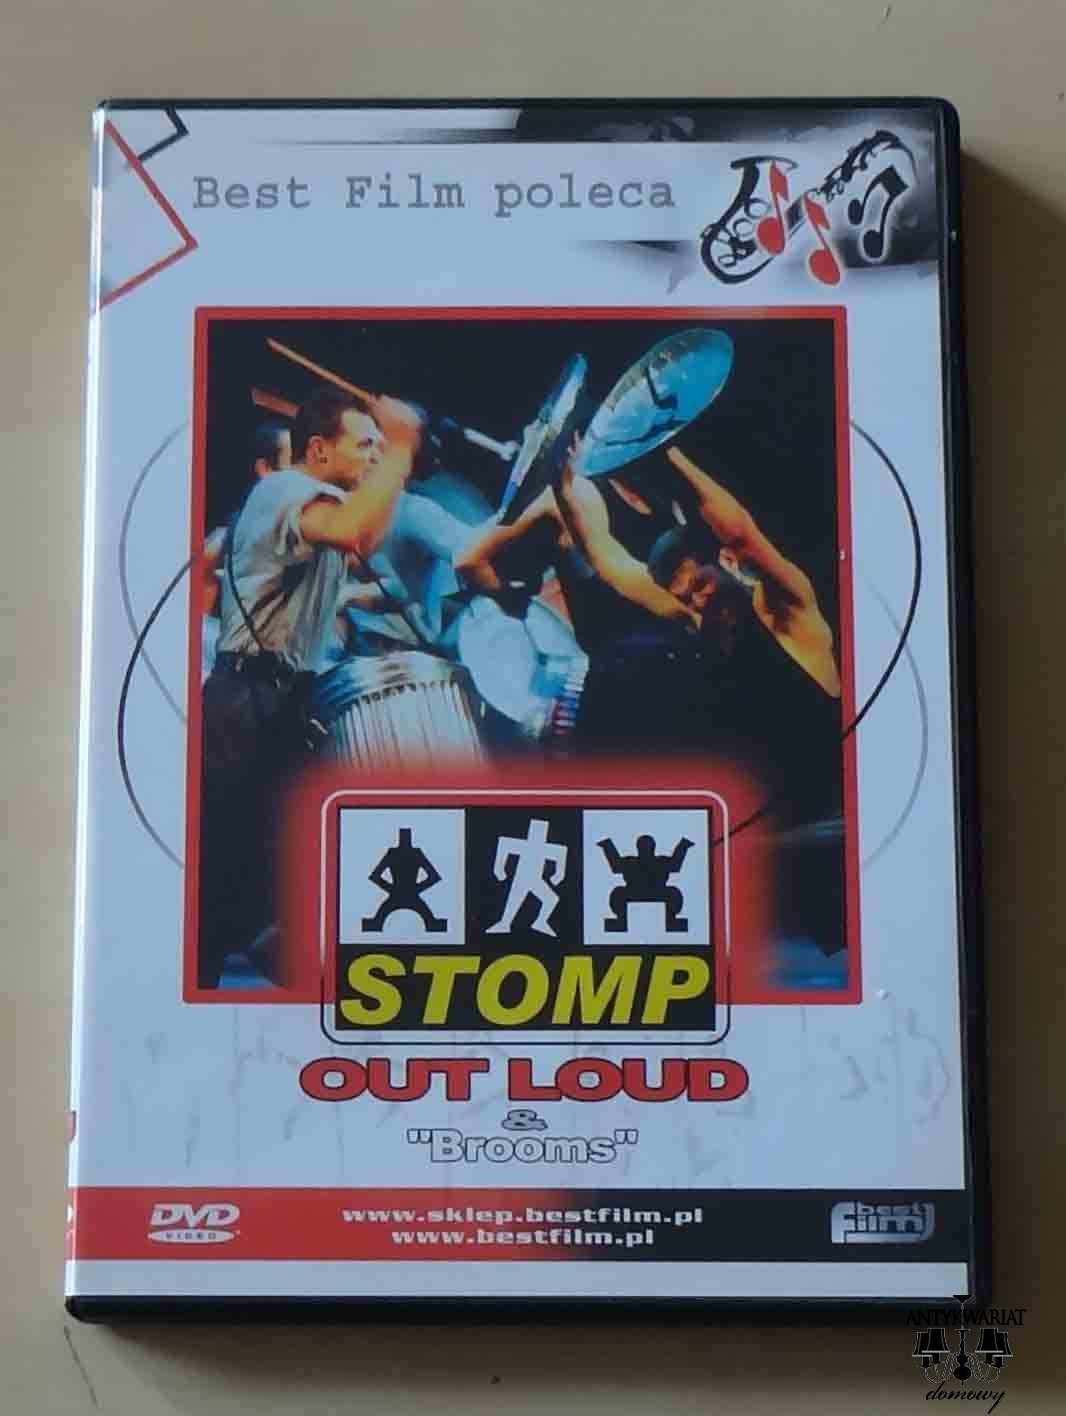 Best Film poleca
STOMP
OUT LOUD
&
"Brooms"
DVD
VIDEO
www.sklep.bestfilm.pl
www.bestfilm.pl
best
film
ANTYKWARIAT
domowy